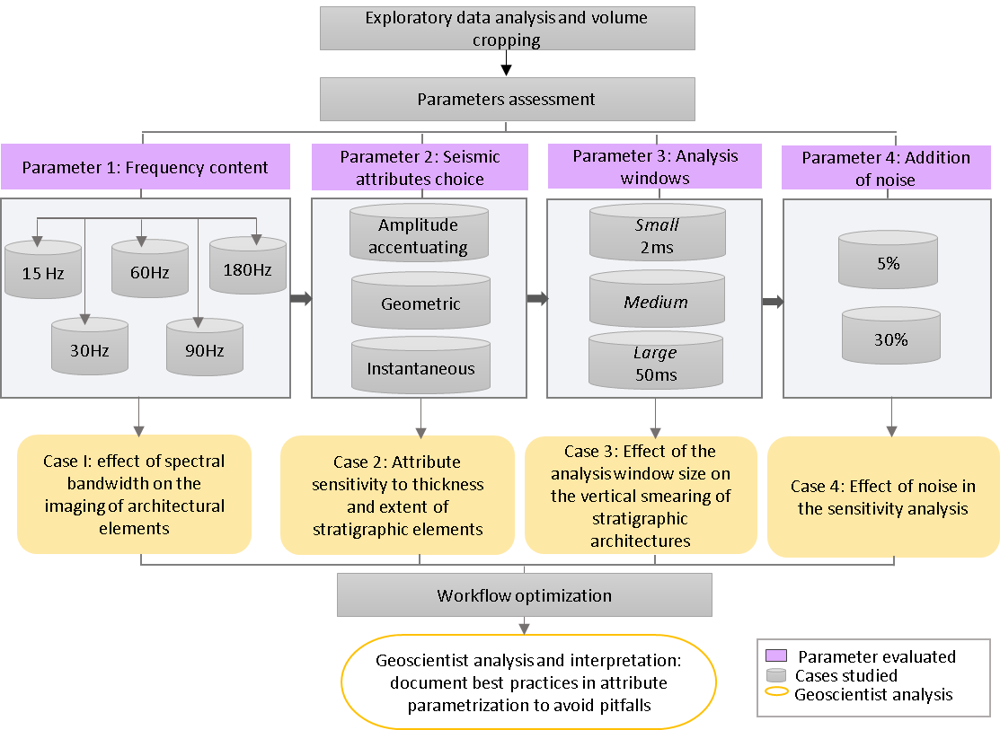 Exploratory data analysis and volume
cropping
Parameters assessment
Parameter 1: Frequency content
Parameter 2: Seismic
attributes choice
Parameter 3: Analysis
windows
Parameter 4: Addition
of noise
15 Hz
60Hz
180Hz
30Hz
90Hz
Amplitude
accentuating
Geometric
Instantaneous
Small
2ms
Medium
Large
50ms
5%
30%
Case I: effect of spectral
bandwidth on the
imaging of architectural
elements
Case 2: Attribute
sensitivity to thickness
and extent of
stratigraphic elements
Case 3: Effect of the
analysis window size on
the vertical smearing of
stratigraphic
architectures
Case 4: Effect of noise in
the sensitivity analysis
Workflow optimization
Geoscientist analysis and interpretation:
document best practices in attribute
parametrization to avoid pitfalls
Parameter evaluated
Cases studied
Geoscientist analysis